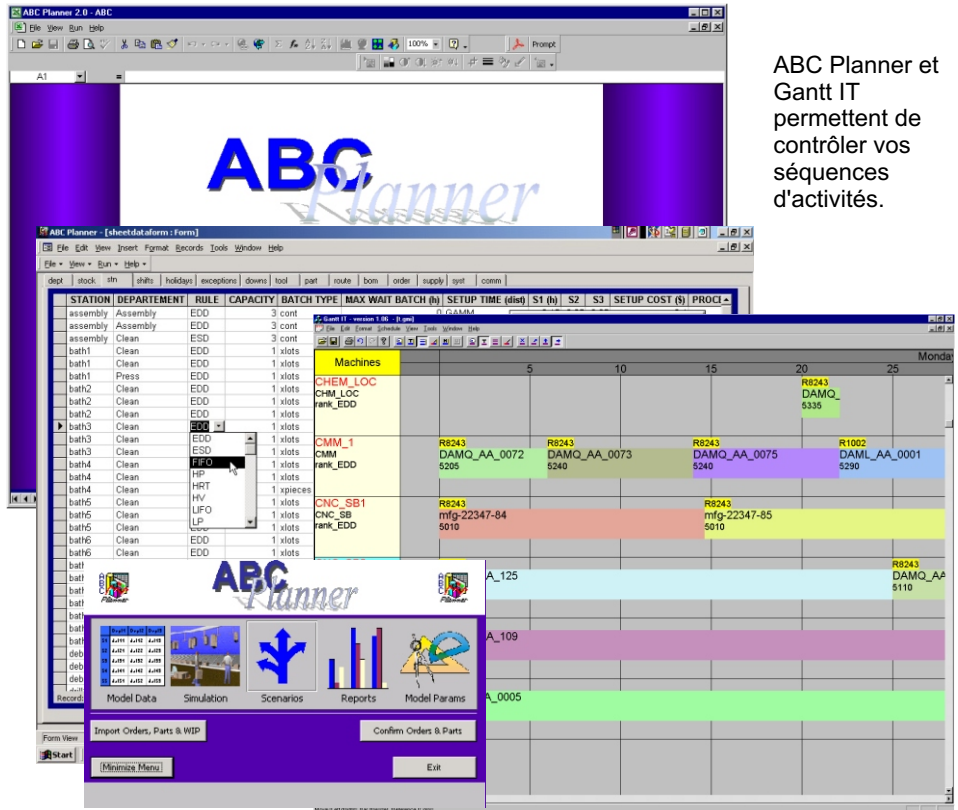 ABC Planner 2.0 - ABC
File View Run Help
100%
Prompt
A1 =
ABC Planner
ABC Planner et
Gantt IT
permettent de
contrôler vos
séquences
d'activités.
ABC Planner - [sheetdataform : Form]
File Edit View Insert Format Records Tools Window Help
File View Run Help
dept stock stn shifts holidays exceptions downs tool part route bom order supply syst comm
STATION DEPARTEMENT RULE CAPACITY BATCH TYPE MAX WAIT BATCH (h) SETUP TIME (dist) S1 (h) S2 S3 SETUP COST ($)
assembly Assembly EDD 3 cont 0 GAMM
assembly Assembly EDD 3 cont
assembly Clean ESD 3 cont
bath1 Clean EDD 1 xlots
bath1 Clean EDD 1 xlots
bath1 Press EDD 1 xlots
bath2 Clean EDD 1 xlots
bath2 Clean EDD 1 xlots
bath2 Clean EDD 1 xlots
bath3 Clean EDD 1 xlots
bath3 Clean EDD 1 xlots
bath3 Clean ESD 1 xlots
bath4 Clean FIFO 1 xlots
bath4 Clean HP 1 xlots
bath4 Clean HRT 1 xpieces
bath5 Clean HV 1 xlots
bath5 Clean LIFO 1 xlots
bath5 Clean LP 1 xlots
bath6 Clean EDD 1 xlots
bath6
Form View
Start
Gantt IT - version 1.06 - [t.gmi]
File Edit Format Schedule View Tools Window Help
Machines
5 10 15 20 25
CHEM_LOC
CHM_LOC
rank_EDD
R8243
DAMQ_
5335
CMM_1
CMM
rank_EDD
R8243 R8243 R8243 R1002
DAMQ_AA_0072 DAMQ_AA_0073 DAMQ_AA_0075 DAML_AA_0001
5205 5240 5240 5290
CNC_SB1
CNC_SB
rank_EDD
R8243 R8243
mfg-22347-84 mfg-22347-85
5010 5010
R8243
A_125 DAMQ_AA
5110
A_109
A_0005
ABC Planner
Model Data Simulation Scenarios Reports Model Params
Import Orders, Parts & WIP Confirm Orders & Parts
Minimize Menu Exit